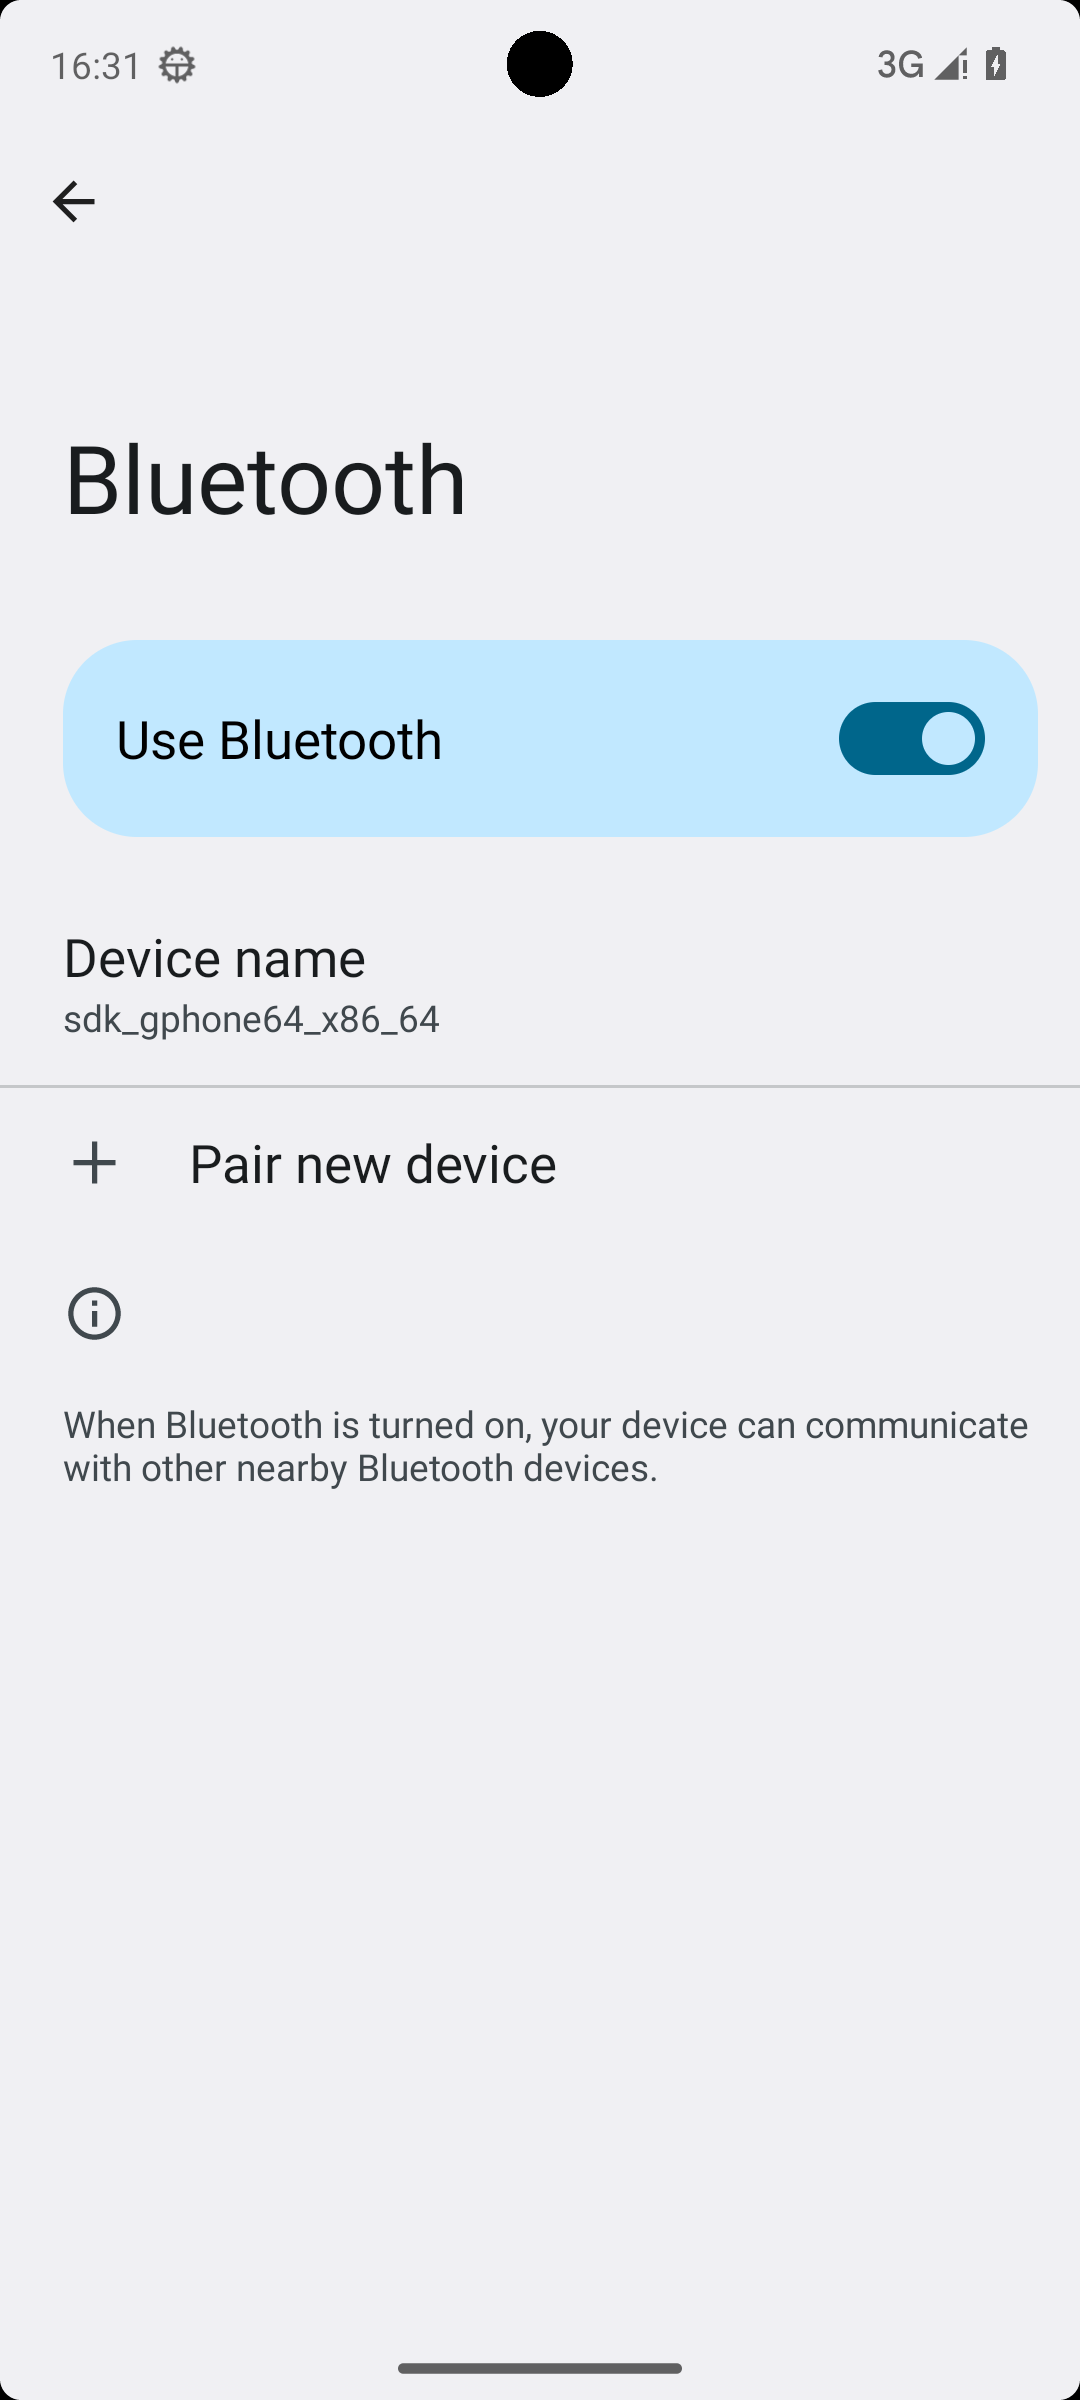 16:31
3G
Bluetooth
Use Bluetooth
Device name
sdk_gphone64_x86_64
Pair new device
When Bluetooth is turned on, your device can communicate
with other nearby Bluetooth devices.